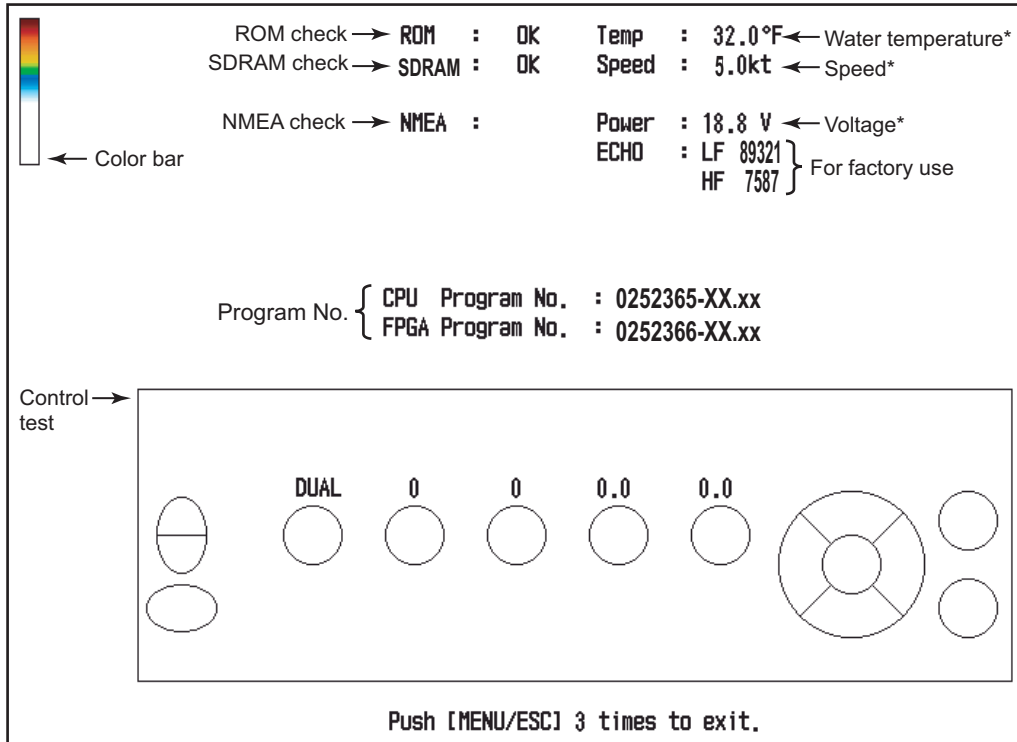 ROM check ROM : OK Temp : 32.0°F Water temperature*
SDRAM check SDRAM : OK Speed : 5.0kt Speed*
NMEA check NMEA : Power : 18.8 V Voltage*
Color bar
ECHO : LF 89321
HF 7587
For factory use
Program No.
CPU Program No. : 0252365-XX.xx
FPGA Program No. : 0252366-XX.xx
Control
test
DUAL 0 0 0.0 0.0
Push [MENU/ESC] 3 times to exit.